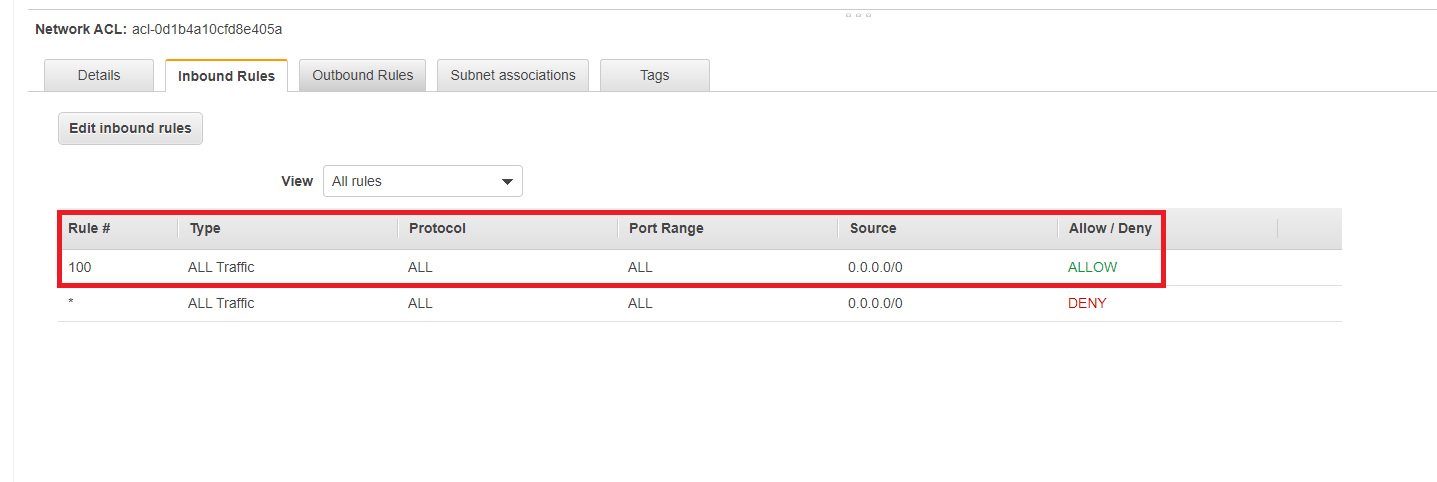 Network ACL: acl-0d1b4a10cfd8e405a
Details Inbound Rules Outbound Rules Subnet associations Tags
Edit inbound rules
View All rules
Rule # Type Protocol Port Range Source Allow / Deny
100 ALL Traffic ALL ALL 0.0.0.0/0 ALLOW
* ALL Traffic ALL ALL 0.0.0.0/0 DENY